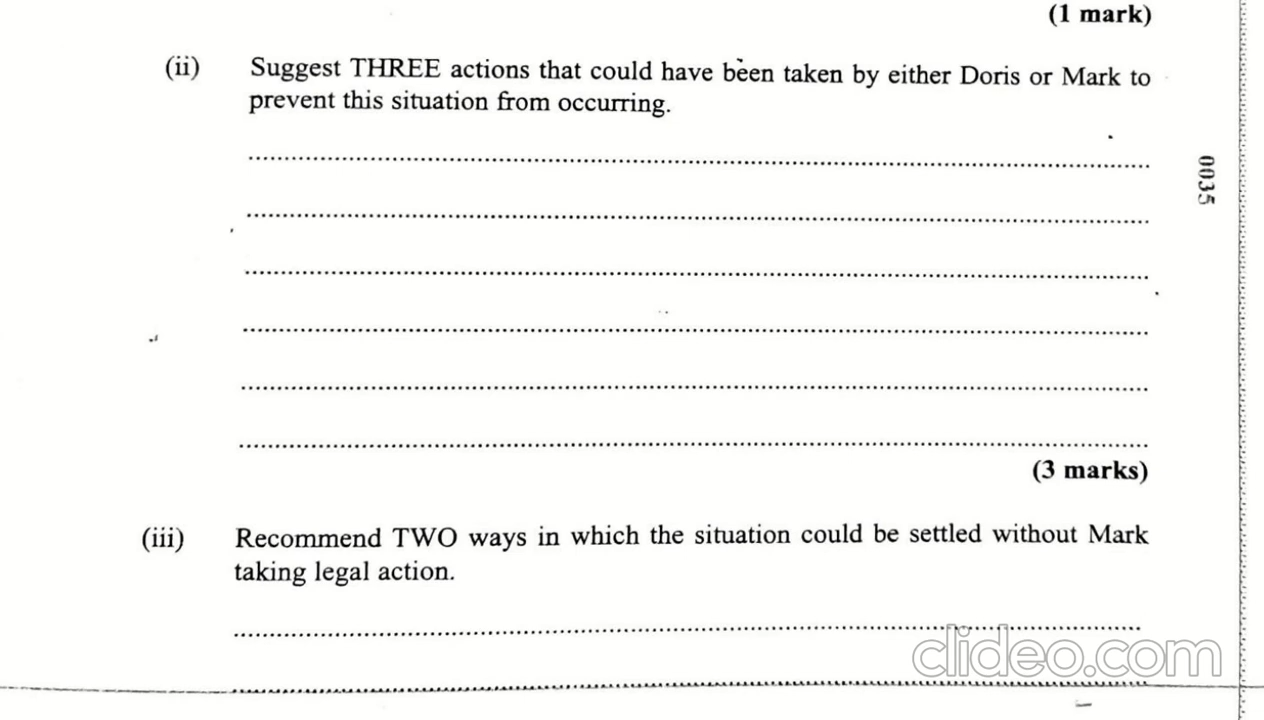 (1 mark)
(ii) Suggest THREE actions that could have been taken by either Doris or Mark to
prevent this situation from occurring.
0035
(3 marks)
(iii) Recommend TWO ways in which the situation could be settled without Mark
taking legal action.
clideo.com